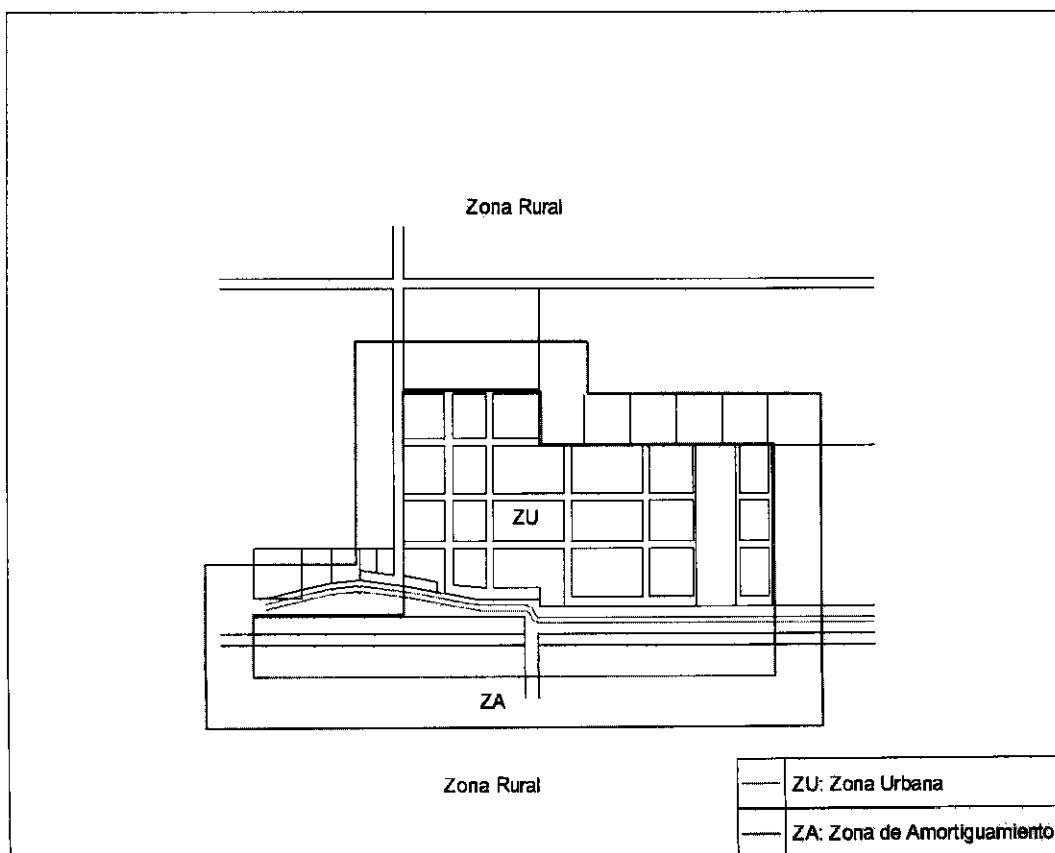 Zona Rural
ZU
ZA
Zona Rural
ZU: Zona Urbana
ZA: Zona de Amortiguamiento